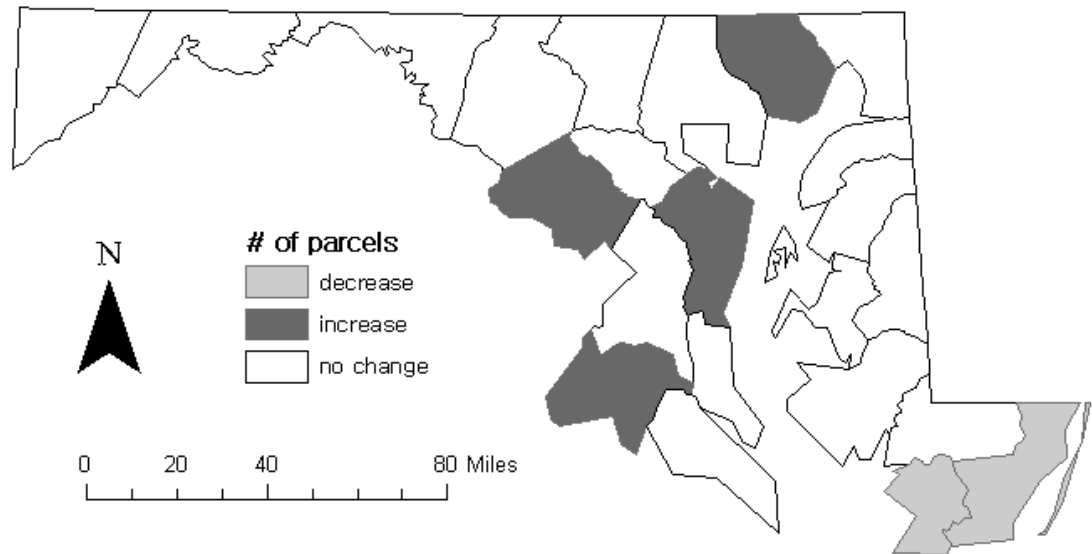 N
# of parcels
decrease
increase
no change
0 20 40 80 Miles